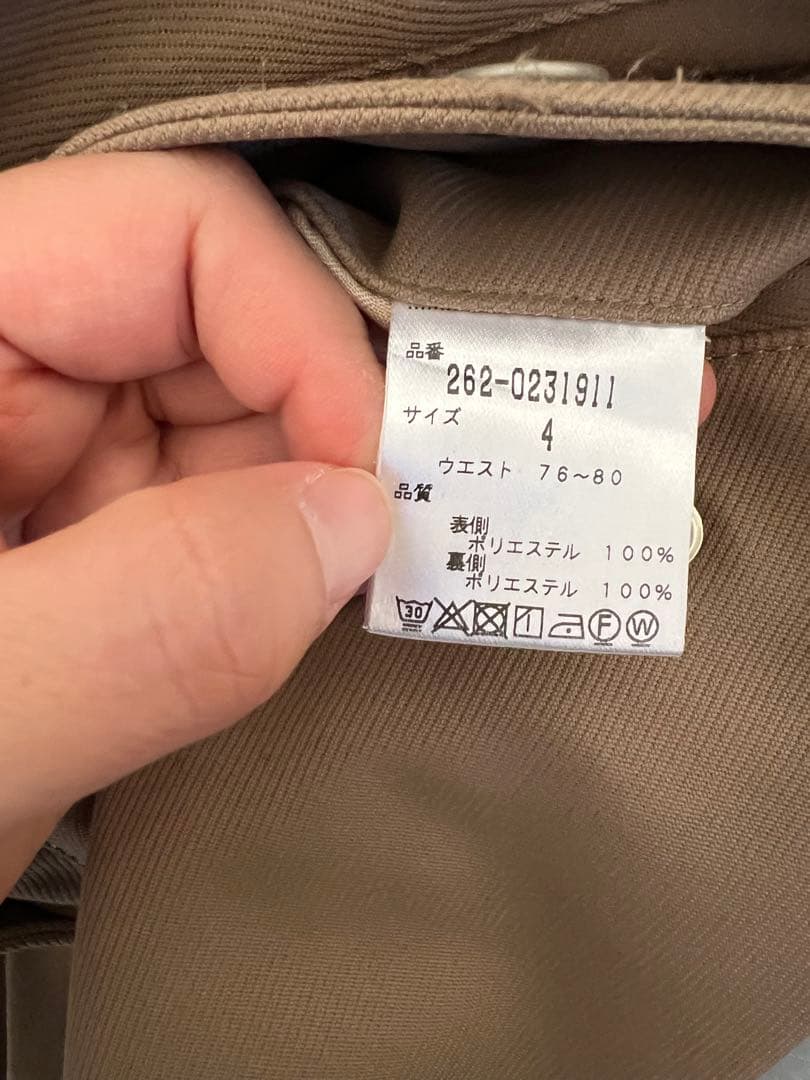 品番
262-0231911
サイズ
4
ウエスト 76～80
品質
表側
ポリエステル 100%
裏側
ポリエステル 100%
30 F W